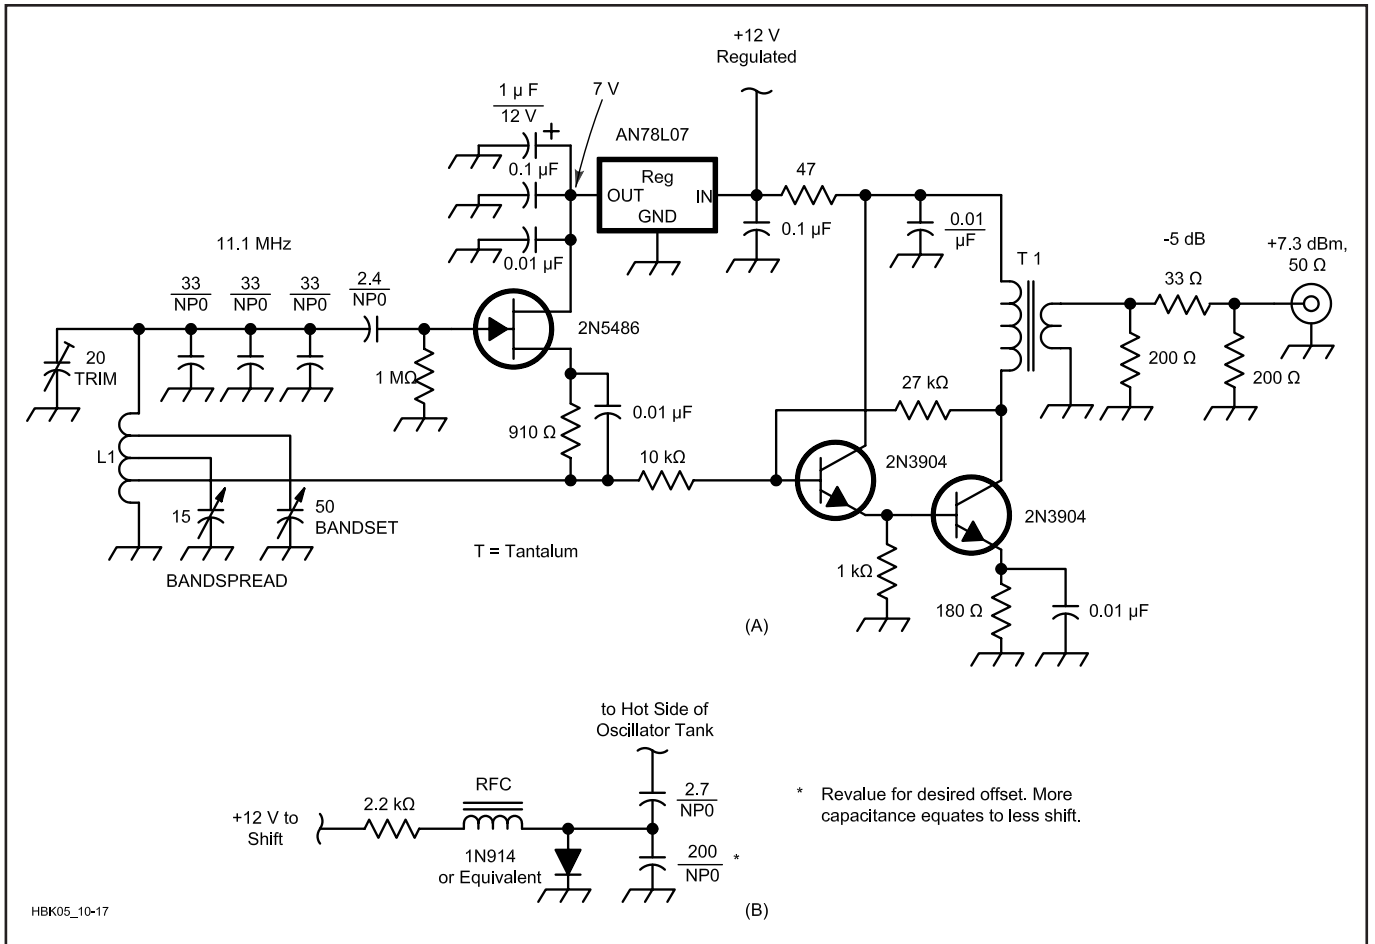 +12 V
Regulated
1 µ F
12 V
+
7 V
AN78L07
0.1 µF
Reg
OUT
IN
GND
47
0.1 µF
0.01
µF
T 1
-5 dB
+7.3 dBm,
50 Ω
33 Ω
200 Ω
200 Ω
11.1 MHz
0.01 µF
33
NP0
33
NP0
33
NP0
2.4
NP0
2N5486
20
TRIM
1 MΩ
27 kΩ
910 Ω
0.01 µF
L1
10 kΩ
2N3904
2N3904
15
50
BANDSET
BANDSPREAD
T = Tantalum
1 kΩ
180 Ω
0.01 µF
(A)
to Hot Side of
Oscillator Tank
+12 V to
Shift
2.2 kΩ
RFC
2.7
NP0
1N914
or Equivalent
200
NP0
*
* Revalue for desired offset. More
capacitance equates to less shift.
(B)
HBK05_10-17